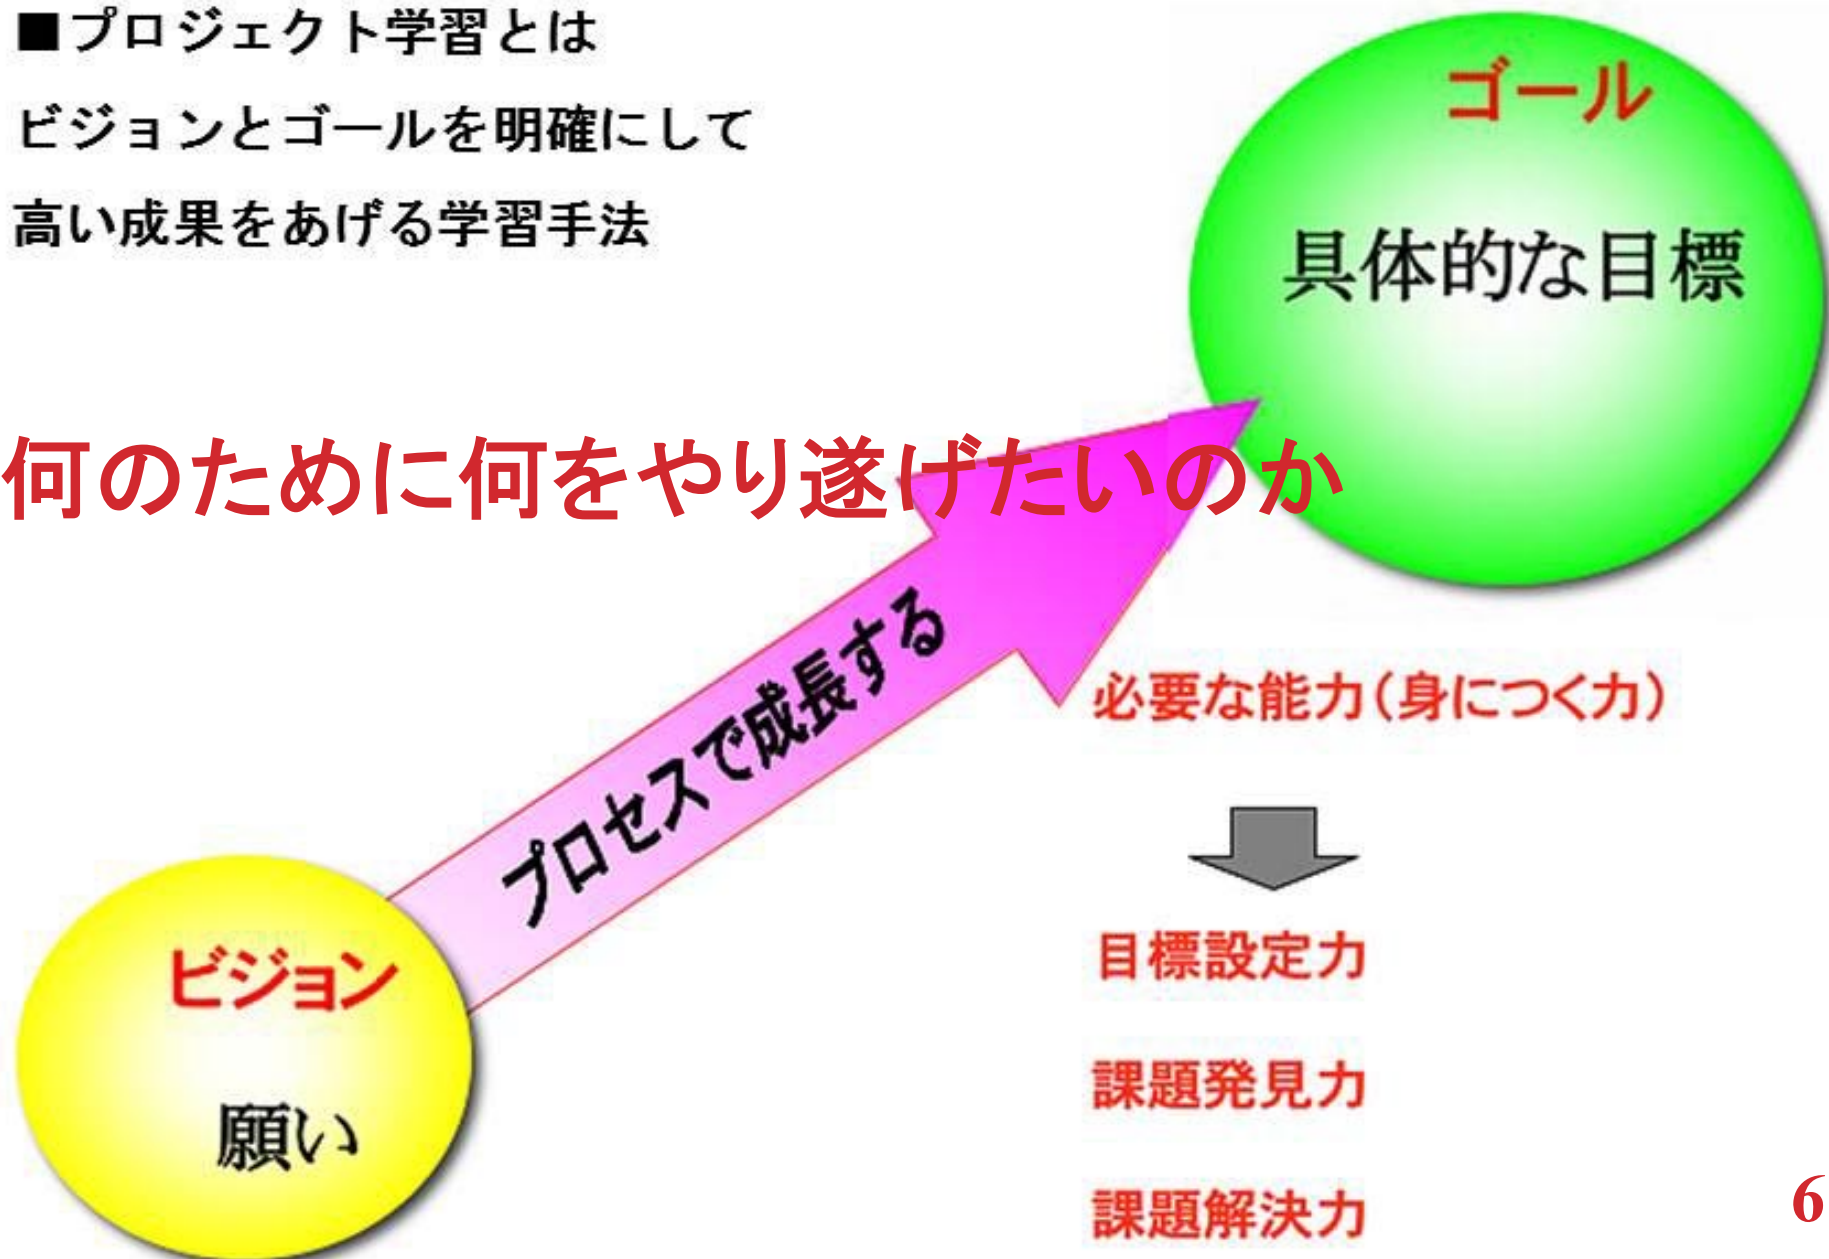 ■プロジェクト学習とは
ビジョンとゴールを明確にして
高い成果をあげる学習手法
ゴール
具体的な目標
何のために何をやり遂げたいのか
プロセスで成長する
ビジョン
願い
必要な能力(身につく力)
目標設定力
課題発見力
課題解決力
6